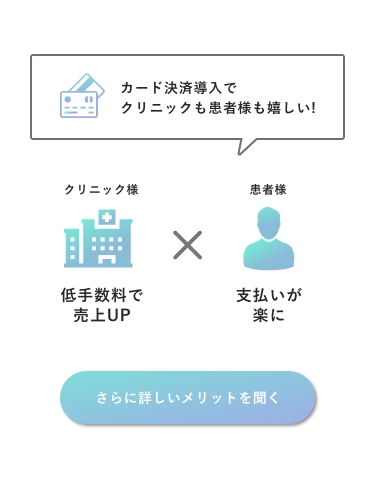 カード決済導入で
クリニックも患者様も嬉しい!
クリニック様
患者様
低手数料で
売上UP
支払いが
楽に
さらに詳しいメリットを聞く